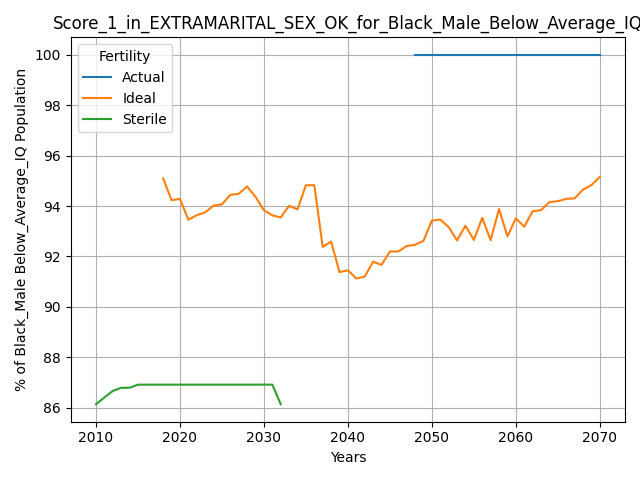 Score_1_in_EXTRAMARITAL_SEX_OK_for_Black_Male_Below_Average_IQ
Fertility
Actual
Ideal
Sterile
100
98
96
94
92
90
88
86
% of Black_Male Below_Average_IQ Population
2010 2020 2030 2040 2050 2060 2070
Years